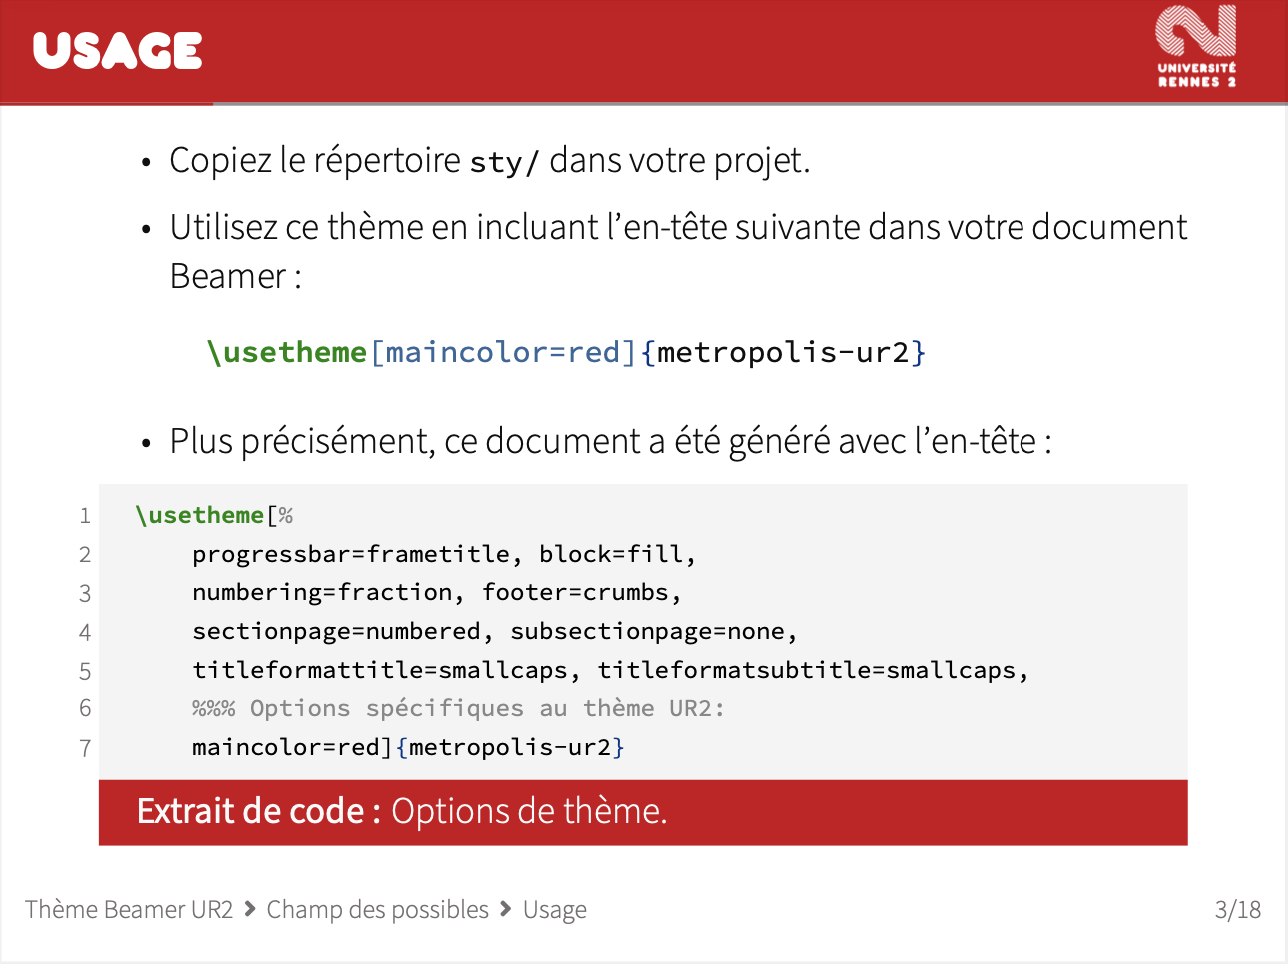 USAGE
UNIVERSITÉ
RENNES 2
• Copiez le répertoire sty/ dans votre projet.
• Utilisez ce thème en incluant l’en-tête suivante dans votre document
Beamer :
\usetheme[maincolor=red]{metropolis-ur2}
• Plus précisément, ce document a été généré avec l’en-tête :
1 \usetheme[%
2 progressbar=frametitle, block=fill,
3 numbering=fraction, footer=crumbs,
4 sectionpage=numbered, subsectionpage=none,
5 titleformattitle=smallcaps, titleformatsubtitle=smallcaps,
6 %%% Options spécifiques au thème UR2:
7 maincolor=red]{metropolis-ur2}
Extrait de code : Options de thème.
Thème Beamer UR2 > Champ des possibles > Usage 3/18